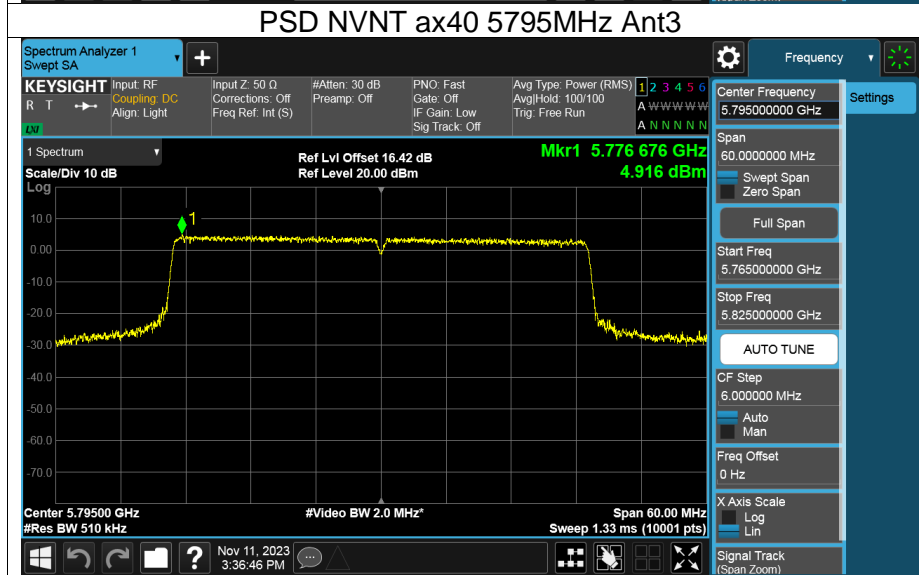 (Span Zoom)
PSD NVNT ax40 5795MHz Ant3
Spectrum Analyzer 1
Swept SA
+
Frequency
KEYSIGHT
R T
LXI
Input: RF
Coupling: DC
Align: Light
Input Z: 50 Ω
Corrections: Off
Freq Ref: Int (S)
#Atten: 30 dB
Preamp: Off
PNO: Fast
Gate: Off
IF Gain: Low
Sig Track: Off
Avg Type: Power (RMS)
Avg|Hold: 100/100
Trig: Free Run
1 2 3 4 5 6
A W W W W W
A N N N N N
1 Spectrum
Scale/Div 10 dB
Ref Lvl Offset 16.42 dB
Ref Level 20.00 dBm
Mkr1 5.776 676 GHz
4.916 dBm
Log
10.0
0.00
-10.0
-20.0
-30.0
-40.0
-50.0
-60.0
-70.0
1
Center 5.79500 GHz
#Res BW 510 kHz
#Video BW 2.0 MHz*
Span 60.00 MHz
Sweep 1.33 ms (10001 pts)
?
Nov 11, 2023
3:36:46 PM
Center Frequency
5.795000000 GHz
Settings
Span
60.0000000 MHz
Swept Span
Zero Span
Full Span
Start Freq
5.765000000 GHz
Stop Freq
5.825000000 GHz
AUTO TUNE
CF Step
6.000000 MHz
Auto
Man
Freq Offset
0 Hz
X Axis Scale
Log
Lin
Signal Track
(Span Zoom)